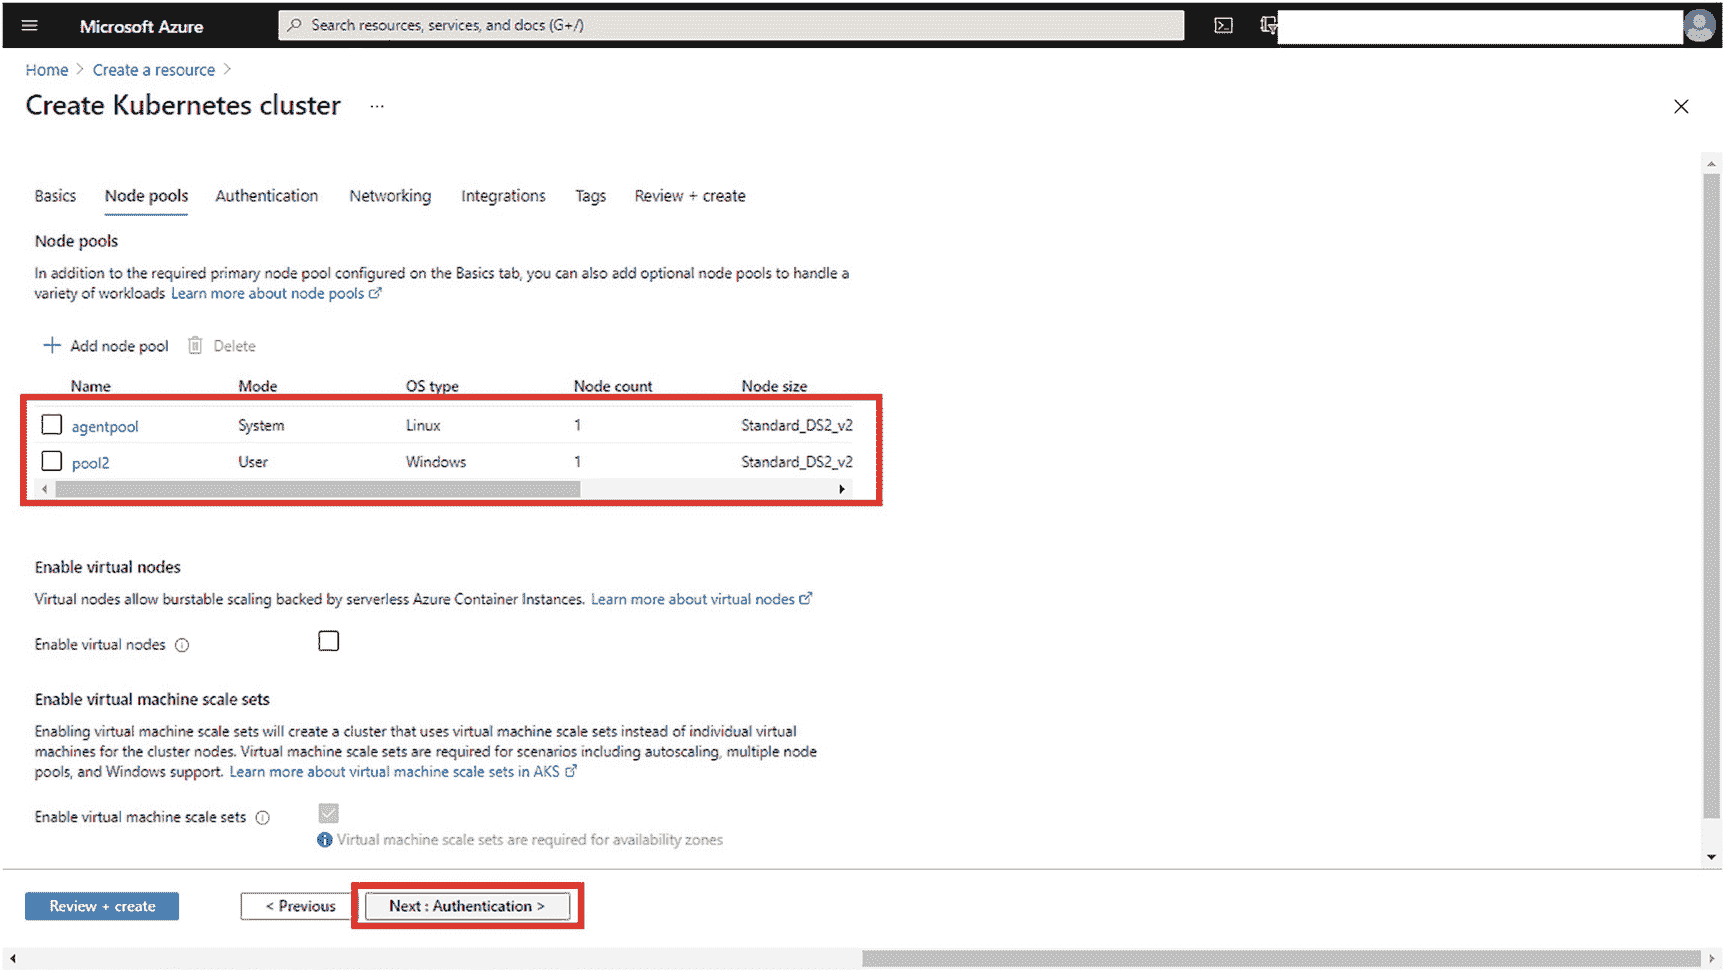 Microsoft Azure
Search resources, services, and docs (G+/)
Home > Create a resource >
Create Kubernetes cluster ...
Basics Node pools Authentication Networking Integrations Tags Review + create
Node pools
In addition to the required primary node pool configured on the Basics tab, you can also add optional node pools to handle a
variety of workloads Learn more about node pools
+ Add node pool Delete
Name Mode OS type Node count Node size
agentpool System Linux 1 Standard_DS2_v2
pool2 User Windows 1 Standard_DS2_v2
Enable virtual nodes
Virtual nodes allow burstable scaling backed by serverless Azure Container Instances. Learn more about virtual nodes
Enable virtual nodes
Enable virtual machine scale sets
Enabling virtual machine scale sets will create a cluster that uses virtual machine scale sets instead of individual virtual
machines for the cluster nodes. Virtual machine scale sets are required for scenarios including autoscaling, multiple node
pools, and Windows support. Learn more about virtual machine scale sets in AKS
Enable virtual machine scale sets
Virtual machine scale sets are required for availability zones
Review + create < Previous Next : Authentication >